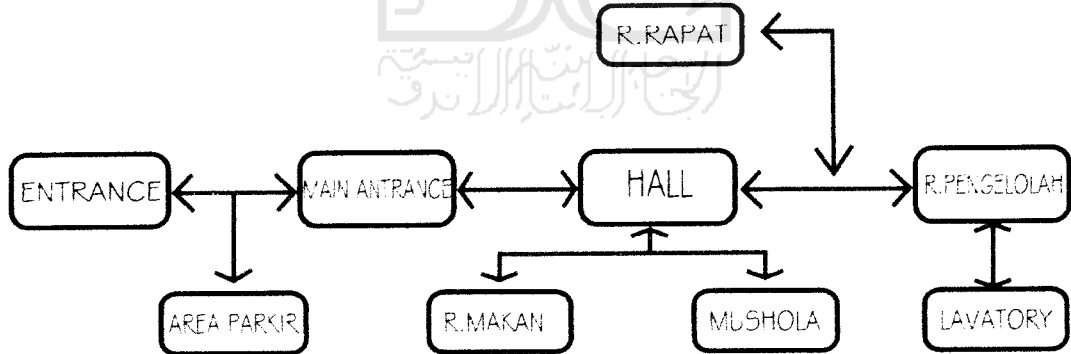 R.RAPAT
ENTRANCE
MAIN ANTRANCE
HALL
R.PENGELOLAH
AREA PARKIR
R.MAKAN
MUSHOLA
LAVATORY